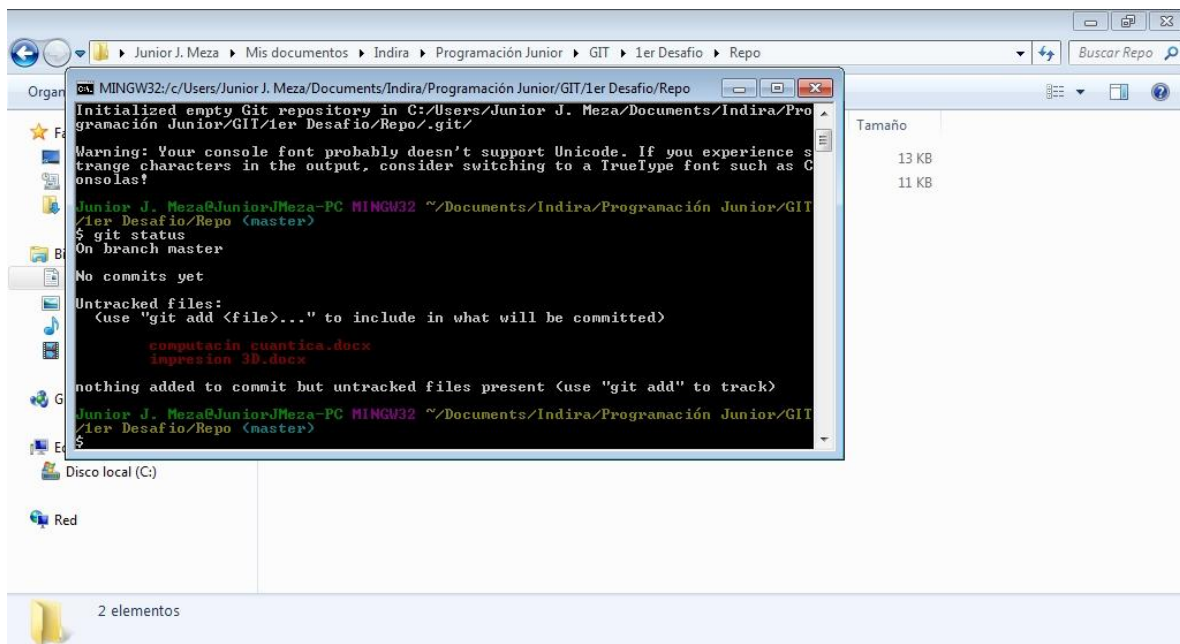 Junior J. Meza ▸ Mis documentos ▸ Indira ▸ Programación Junior ▸ GIT ▸ 1er Desafio ▸ Repo
Buscar Repo
Organ
MINGW32:/c/Users/Junior J. Meza/Documents/Indira/Programación Junior/GIT/1er Desafio/Repo
Initialized empty Git repository in C:/Users/Junior J. Meza/Documents/Indira/Pro
gramación Junior/GIT/1er Desafio/Repo/.git/
Warning: Your console font probably doesn't support Unicode. If you experience s
trange characters in the output, consider switching to a TrueType font such as C
onsolas!
Junior J. Meza@JuniorJMeza-PC MINGW32 ~/Documents/Indira/Programación Junior/GIT
/1er Desafio/Repo (master)
$ git status
On branch master
No commits yet
Untracked files:
(use "git add <file>..." to include in what will be committed)
computacin cuantica.docx
impresion 3D.docx
nothing added to commit but untracked files present (use "git add" to track)
Junior J. Meza@JuniorJMeza-PC MINGW32 ~/Documents/Indira/Programación Junior/GIT
/1er Desafio/Repo (master)
$
Tamaño
13 KB
11 KB
Fa
Bi
G
Ec
Disco local (C:)
Red
2 elementos